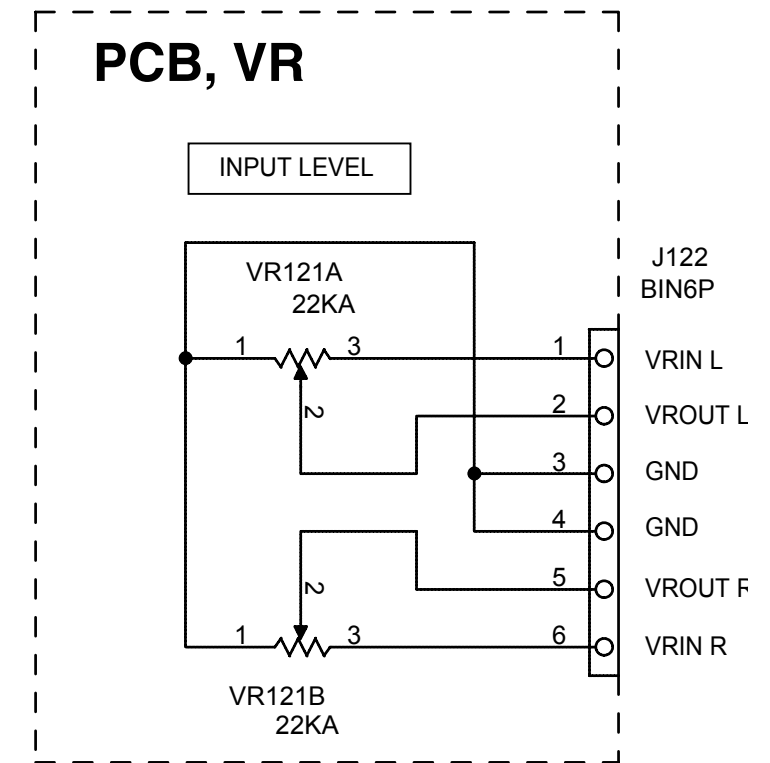 PCB, VR
INPUT LEVEL
J122
BIN6P
VR121A
22KA
1 3 1 VRIN L
2 VROUT L
2
3 GND
4 GND
2
5 VROUT R
1 3 6 VRIN R
VR121B
22KA